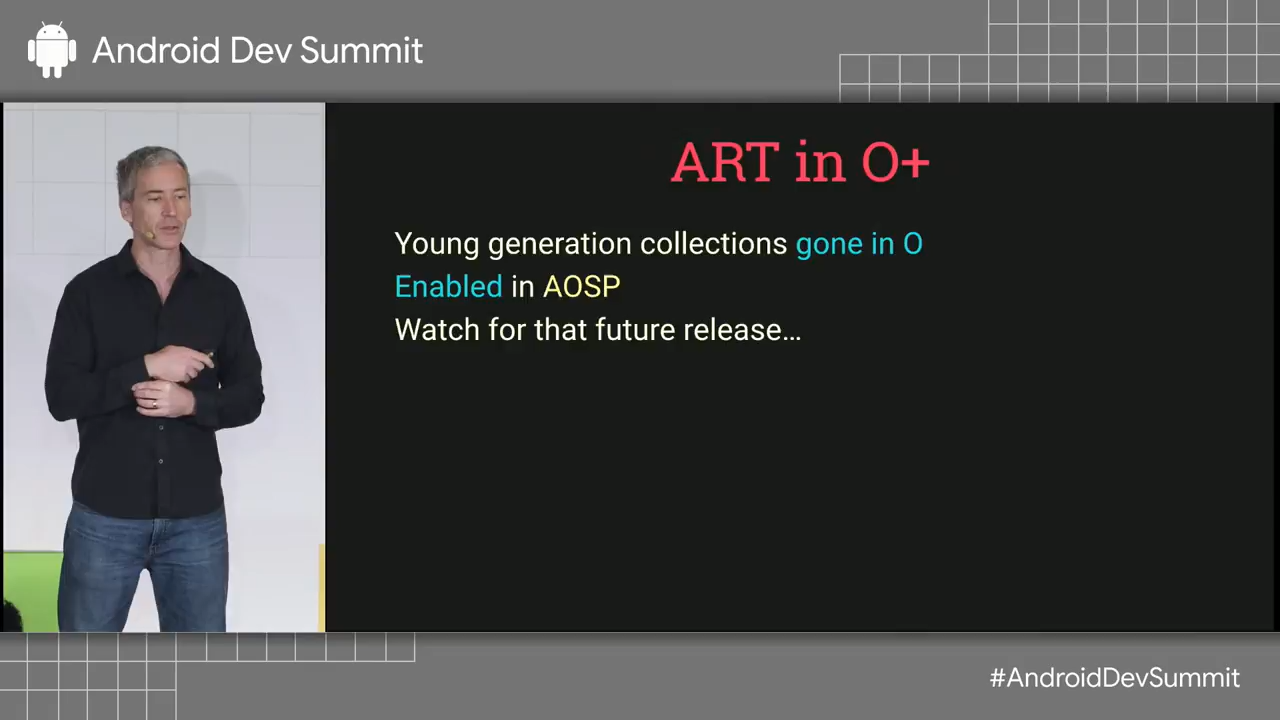 Android Dev Summit
ART in O+
Young generation collections gone in O
Enabled in AOSP
Watch for that future release…
#AndroidDevSummit